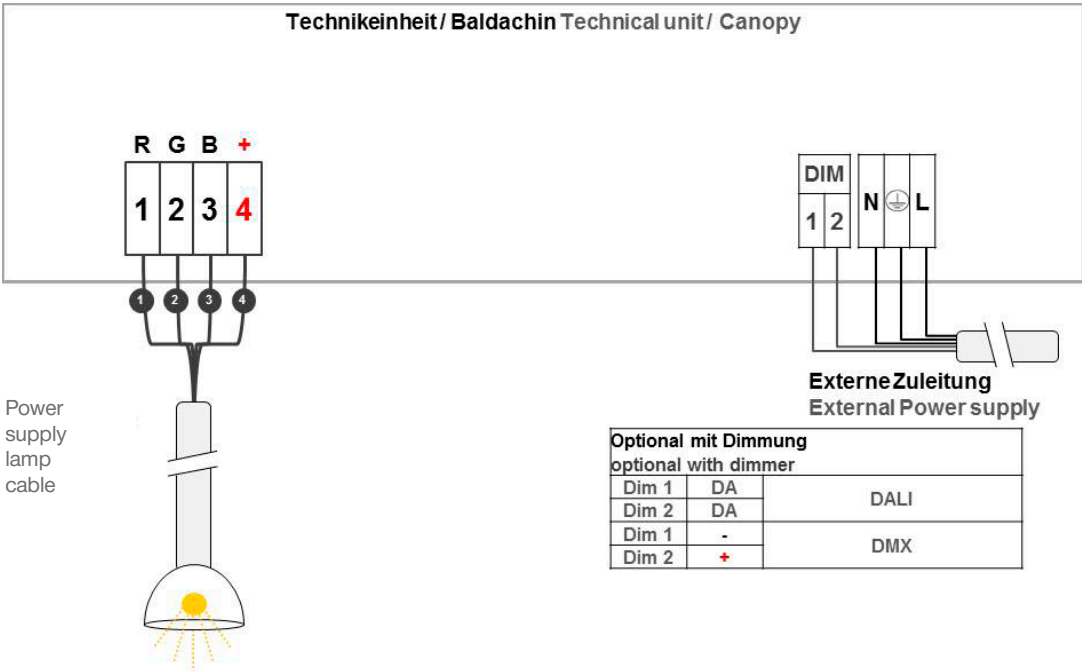 Technikeinheit / Baldachin Technical unit / Canopy
R G B +
1 2 3 4
DIM
1 2
N L
1 2 3 4
Externe Zuleitung
External Power supply
Power
supply
lamp
cable
Optional mit Dimmung
optional with dimmer
Dim 1 DA
DALI
Dim 2 DA
Dim 1 -
DMX
Dim 2 +